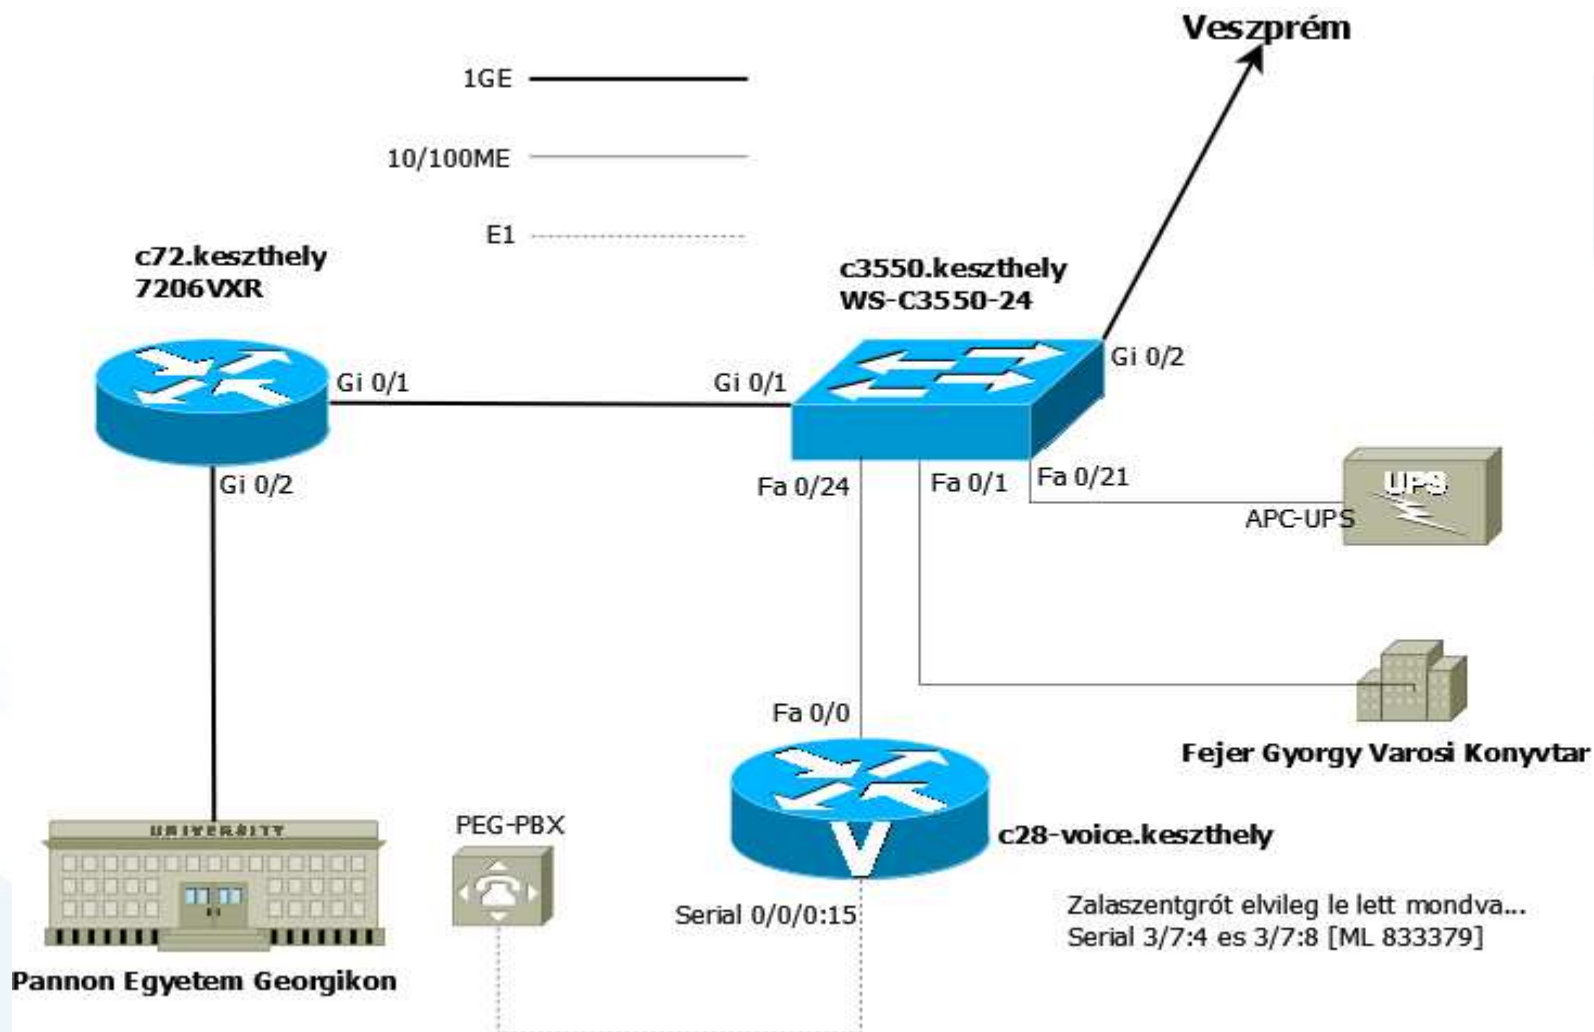 Veszprém
1GE
10/100ME
E1
c72.keszthely
7206VXR
c3550.keszthely
WS-C3550-24
Gi 0/1
Gi 0/1
Gi 0/2
Gi 0/2
Fa 0/24
Fa 0/1
Fa 0/21
UPS
APC-UPS
Fa 0/0
Fejer Gyorgy Varosi Konyvtar
UNIVERSITY
PEG-PBX
V
c28-voice.keszthely
Serial 0/0/0:15
Zalaszentgrót elvileg le lett mondva...
Serial 3/7:4 es 3/7:8 [ML 833379]
Pannon Egyetem Georgikon